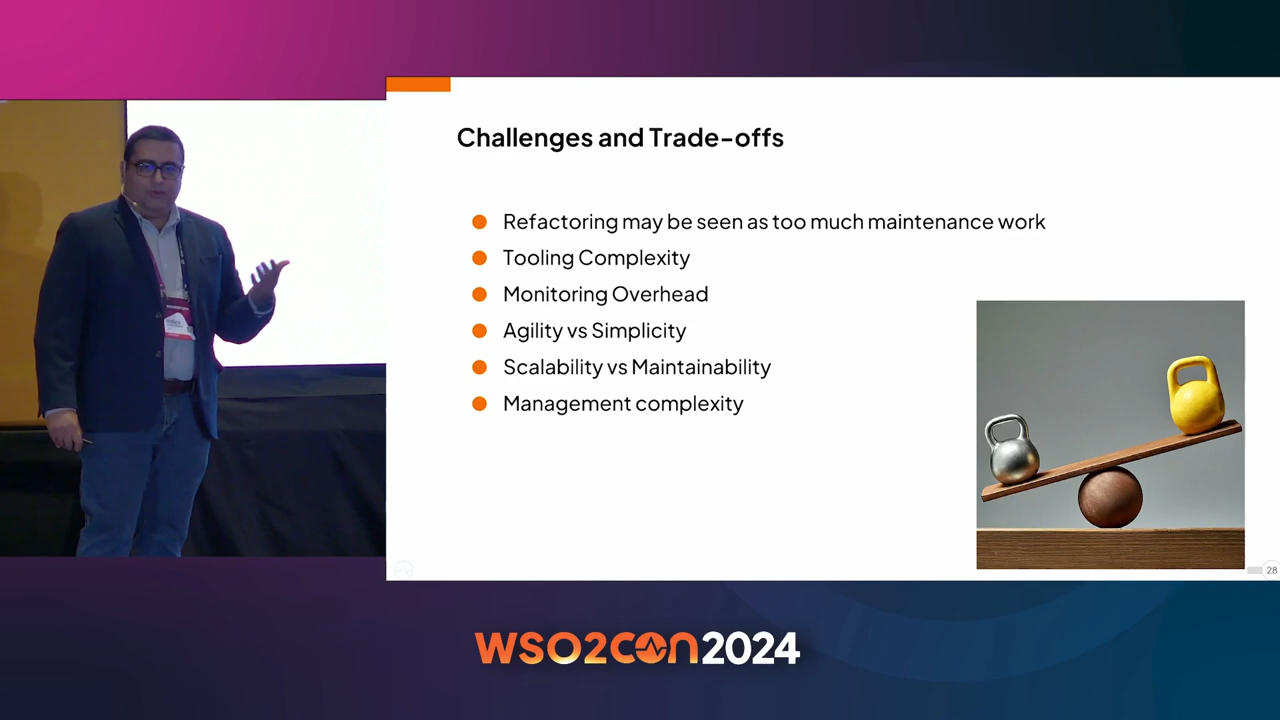 Challenges and Trade-offs
Refactoring may be seen as too much maintenance work
Tooling Complexity
Monitoring Overhead
Agility vs Simplicity
Scalability vs Maintainability
Management complexity
28
WSO2CON2024